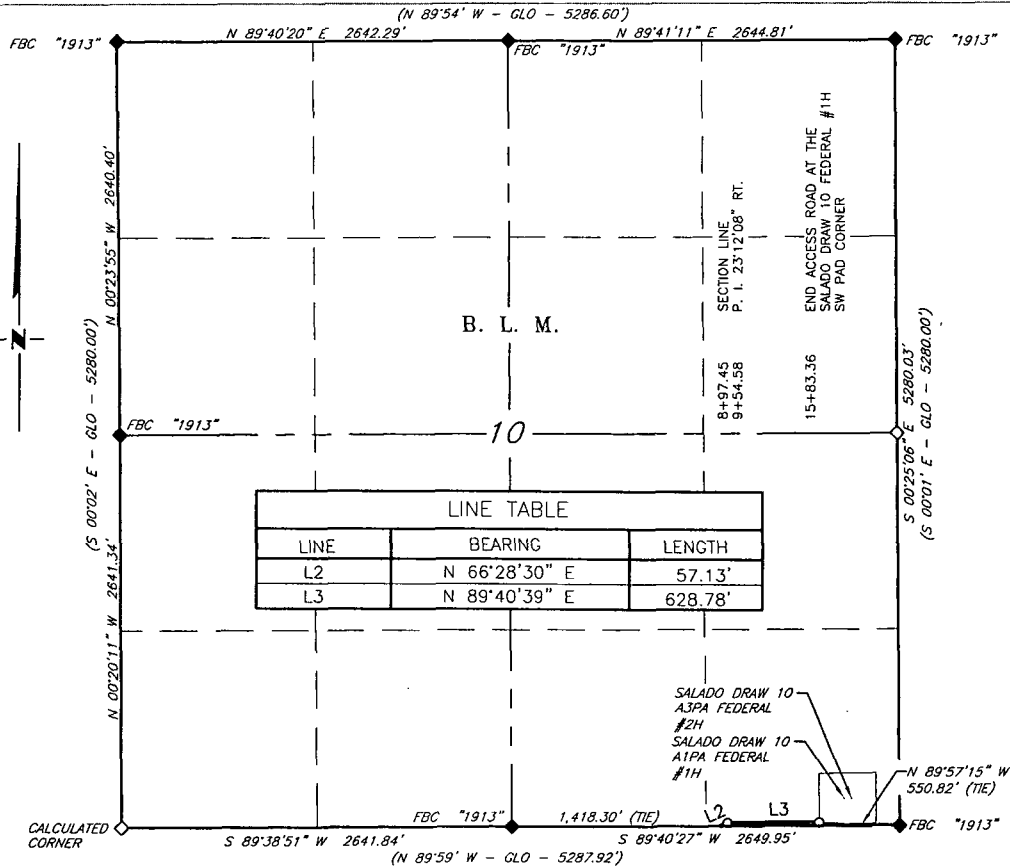 (N 89°54' W - GLO - 5286.60')
FBC "1913"
N 89°40'20" E 2642.29'
FBC "1913"
N 89°41'11" E 2644.81'
FBC "1913"
N 00°23'55" W 2640.40'
(S 00°02' E - GLO - 5280.00')
N
B. L. M.
SECTION LINE
P. I. 23°12'08" RT.
8+97.45
9+54.58
END ACCESS ROAD AT THE
SALADO DRAW 10 FEDERAL #1H
SW PAD CORNER
15+83.36
FBC "1913"
10
S 00°25'06" E 5280.03'
(S 00°01' E - GLO - 5280.00')
LINE TABLE
LINE BEARING LENGTH
L2 N 66°28'30" E 57.13'
L3 N 89°40'39" E 628.78'
N 00°20'11" W 2641.34'
SALADO DRAW 10
A3PA FEDERAL
#2H
SALADO DRAW 10
A1PA FEDERAL
#1H
N 89°57'15" W
550.82' (TIE)
L2
L3
CALCULATED
CORNER
FBC "1913"
1,418.30' (TIE)
FBC "1913"
S 89°38'51" W 2641.84'
S 89°40'27" W 2649.95'
(N 89°59' W - GLO - 5287.92')